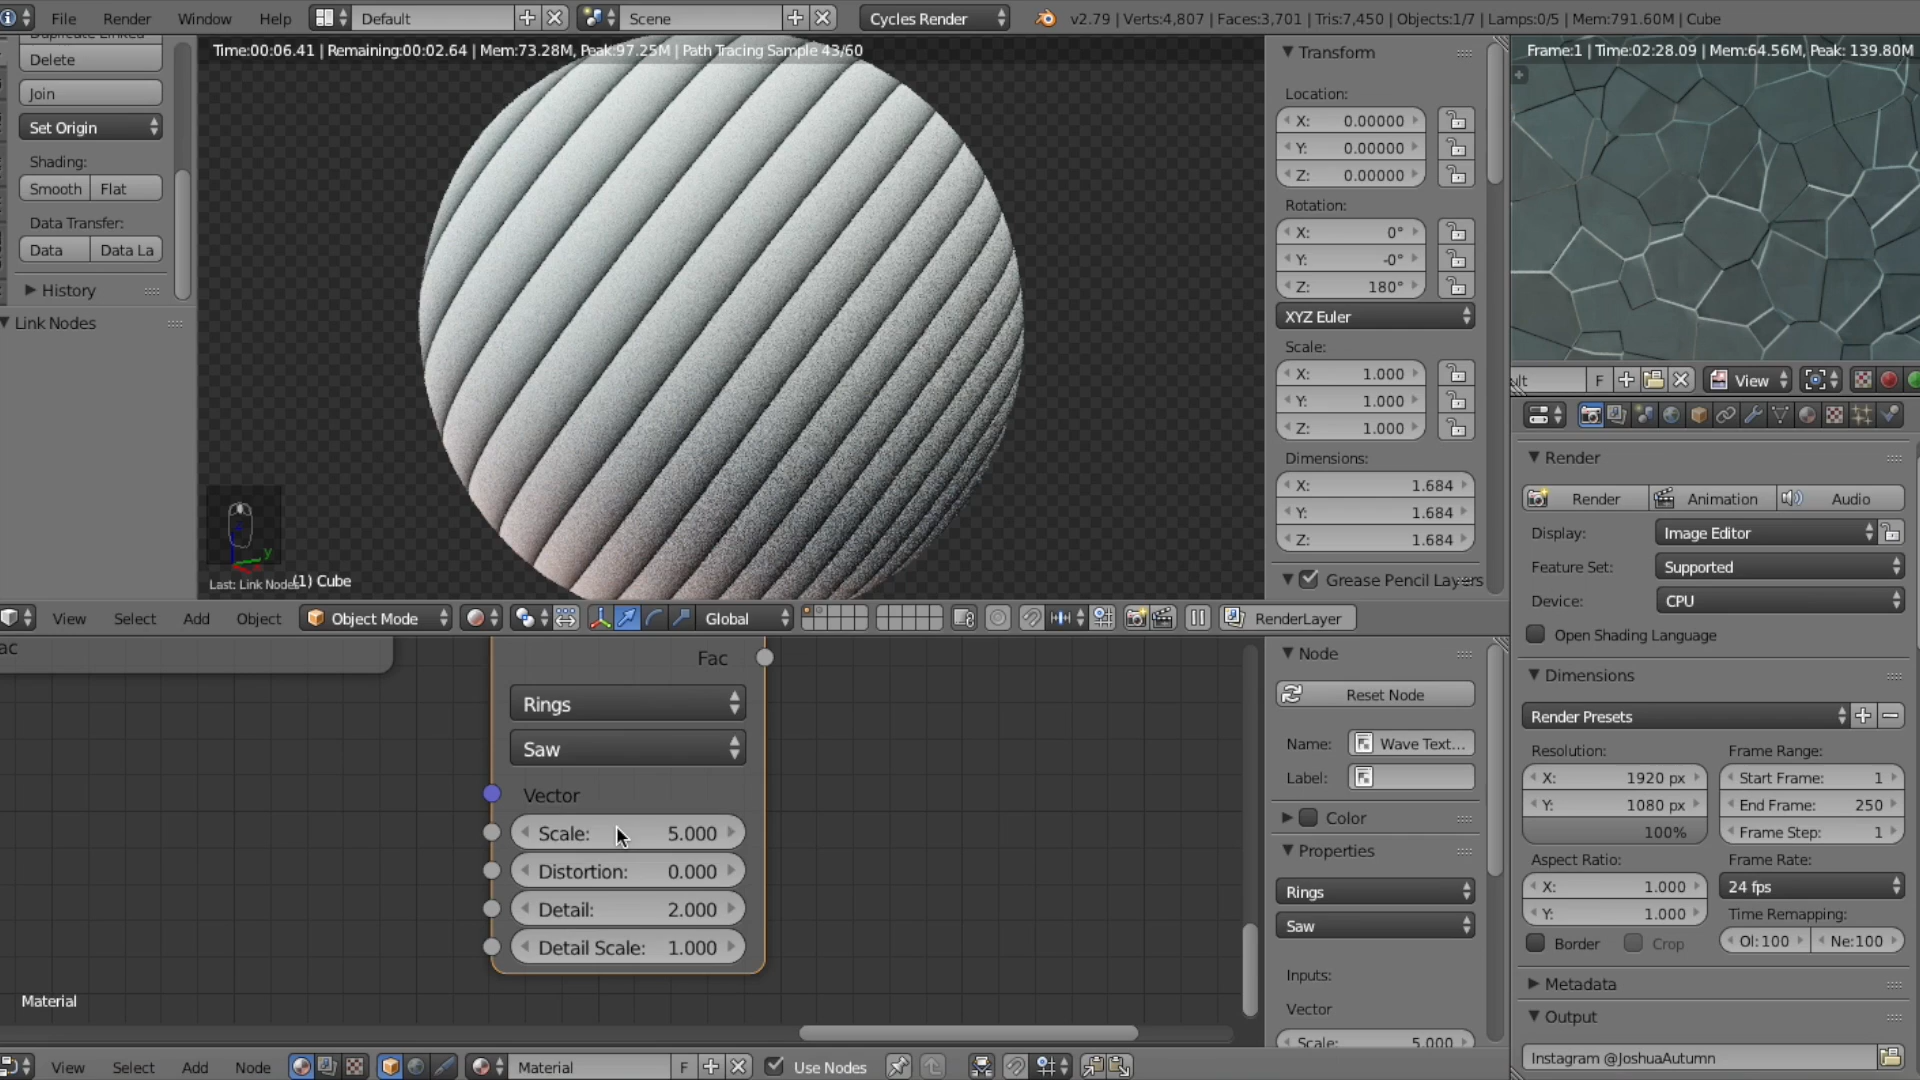 File Render Window Help Default Scene Cycles Render v2.79 | Verts:4,807 | Faces:3,701 | Tris:7,450 | Objects:1/7 | Lamps:0/5 | Mem:791.60M | Cube
Duplicate Linked
Delete
Join
Set Origin
Shading:
Smooth Flat
Data Transfer:
Data Data La
History
Link Nodes
Time:00:06.41 | Remaining:00:02.64 | Mem:73.28M, Peak:97.25M | Path Tracing Sample 43/60
y
Last: Link Nodes
(1) Cube
Transform
Location:
X: 0.00000
Y: 0.00000
Z: 0.00000
Rotation:
X: 0°
Y: -0°
Z: 180°
XYZ Euler
Scale:
X: 1.000
Y: 1.000
Z: 1.000
Dimensions:
X: 1.684
Y: 1.684
Z: 1.684
Grease Pencil Layers
View Select Add Object Object Mode Global RenderLayer
ac
Fac
Rings
Saw
Vector
Scale: 5.000
Distortion: 0.000
Detail: 2.000
Detail Scale: 1.000
Material
Node
Reset Node
Name: Wave Text...
Label:
Color
Properties
Rings
Saw
Inputs:
Vector
Scale: 5.000
View Select Add Node Material F Use Nodes
Frame:1 | Time:02:28.09 | Mem:64.56M, Peak: 139.80M
ult F View
Render
Render Animation Audio
Display: Image Editor
Feature Set: Supported
Device: CPU
Open Shading Language
Dimensions
Render Presets
Resolution: Frame Range:
X: 1920 px Start Frame: 1
Y: 1080 px End Frame: 250
100% Frame Step: 1
Aspect Ratio: Frame Rate:
X: 1.000 24 fps
Y: 1.000 Time Remapping:
Border Crop Ol:100 Ne:100
Metadata
Output
Instagram @JoshuaAutumn